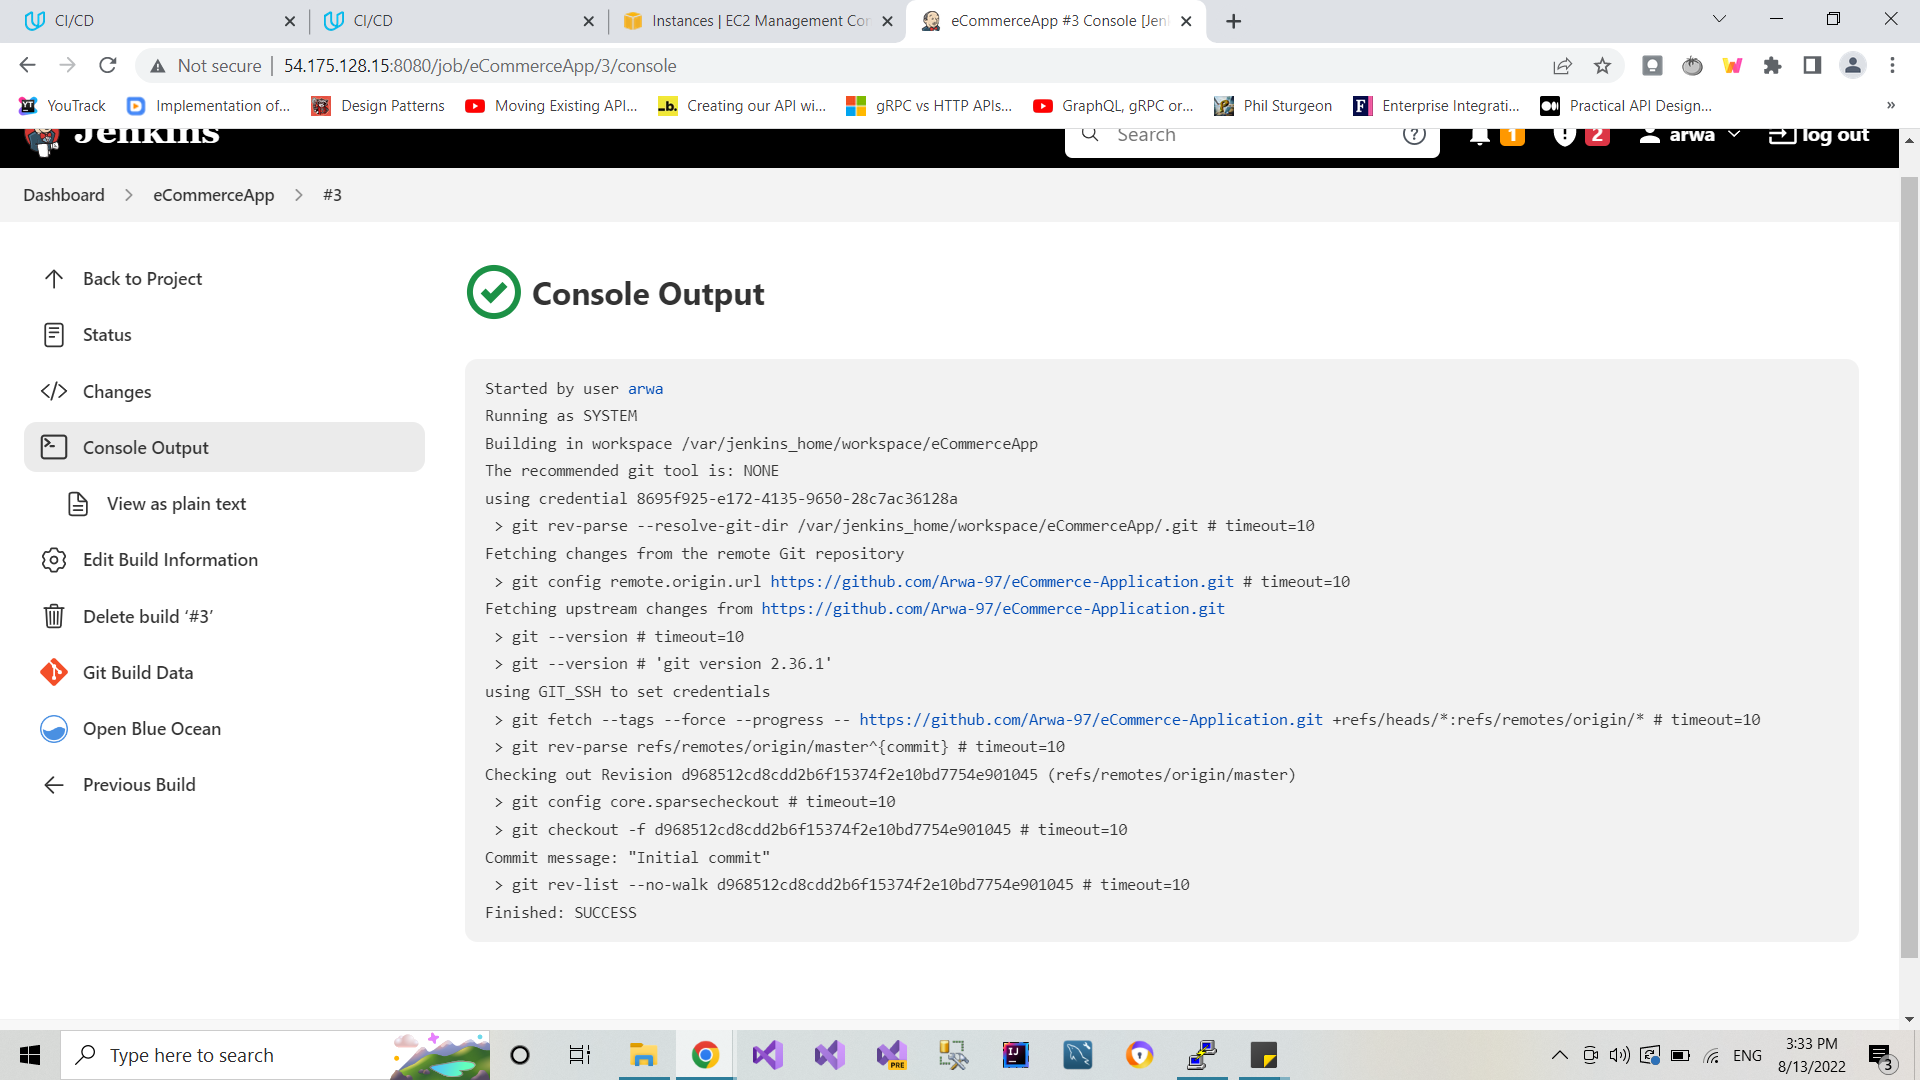 CI/CD
CI/CD
Instances | EC2 Management Con
eCommerceApp #3 Console [Jenk
Not secure
54.175.128.15:8080/job/eCommerceApp/3/console
YouTrack
Implementation of...
Design Patterns
Moving Existing API...
Creating our API wi...
gRPC vs HTTP APIs...
GraphQL, gRPC or...
Phil Sturgeon
Enterprise Integrati...
Practical API Design...
»
Jenkins
Search
1
2
arwa
log out
Dashboard
eCommerceApp
#3
Back to Project
Status
Changes
Console Output
View as plain text
Edit Build Information
Delete build ‘#3’
Git Build Data
Open Blue Ocean
Previous Build
Console Output
Started by user arwa
Running as SYSTEM
Building in workspace /var/jenkins_home/workspace/eCommerceApp
The recommended git tool is: NONE
using credential 8695f925-e172-4135-9650-28c7ac36128a
> git rev-parse --resolve-git-dir /var/jenkins_home/workspace/eCommerceApp/.git # timeout=10
Fetching changes from the remote Git repository
> git config remote.origin.url https://github.com/Arwa-97/eCommerce-Application.git # timeout=10
Fetching upstream changes from https://github.com/Arwa-97/eCommerce-Application.git
> git --version # timeout=10
> git --version # 'git version 2.36.1'
using GIT_SSH to set credentials
> git fetch --tags --force --progress -- https://github.com/Arwa-97/eCommerce-Application.git +refs/heads/*:refs/remotes/origin/* # timeout=10
> git rev-parse refs/remotes/origin/master^{commit} # timeout=10
Checking out Revision d968512cd8cdd2b6f15374f2e10bd7754e901045 (refs/remotes/origin/master)
> git config core.sparsecheckout # timeout=10
> git checkout -f d968512cd8cdd2b6f15374f2e10bd7754e901045 # timeout=10
Commit message: "Initial commit"
> git rev-list --no-walk d968512cd8cdd2b6f15374f2e10bd7754e901045 # timeout=10
Finished: SUCCESS
Type here to search
PRE
IJ
ENG
3:33 PM
8/13/2022
3